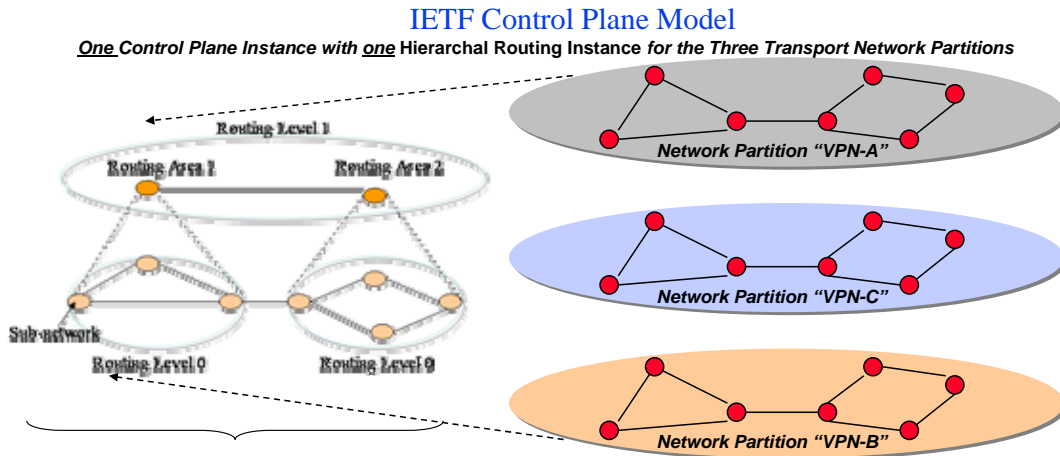 IETF Control Plane Model
One Control Plane Instance with one Hierarchal Routing Instance for the Three Transport Network Partitions
Routing Level 1
Routing Area 1
Routing Area 2
Sub-network
Routing Level 0
Routing Level 0
Network Partition “VPN-A”
Network Partition “VPN-C”
Network Partition “VPN-B”